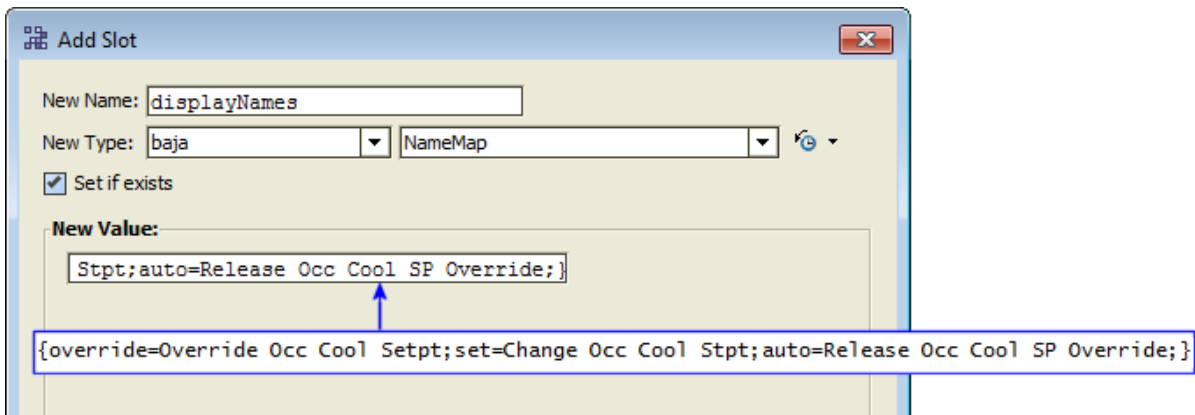 Add Slot
New Name: displayNames
New Type: baja NameMap
Set if exists
New Value:
Stpt;auto=Release Occ Cool SP Override;}
{override=Override Occ Cool Setpt;set=Change Occ Cool Stpt;auto=Release Occ Cool SP Override;}